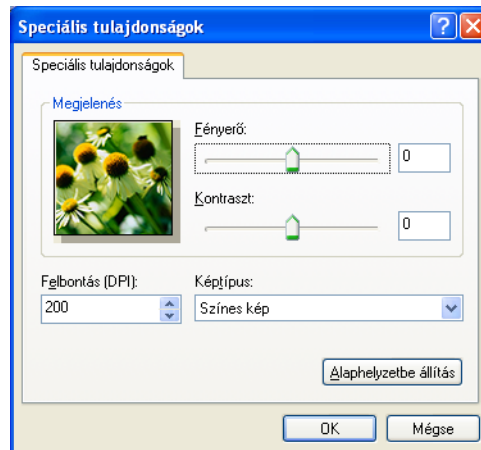 Speciális tulajdonságok
Speciális tulajdonságok
Megjelenés
Fényerő:
0
Kontraszt:
0
Felbontás (DPI):
Képtípus:
200
Színes kép
Alaphelyzetbe állítás
OK
Mégse